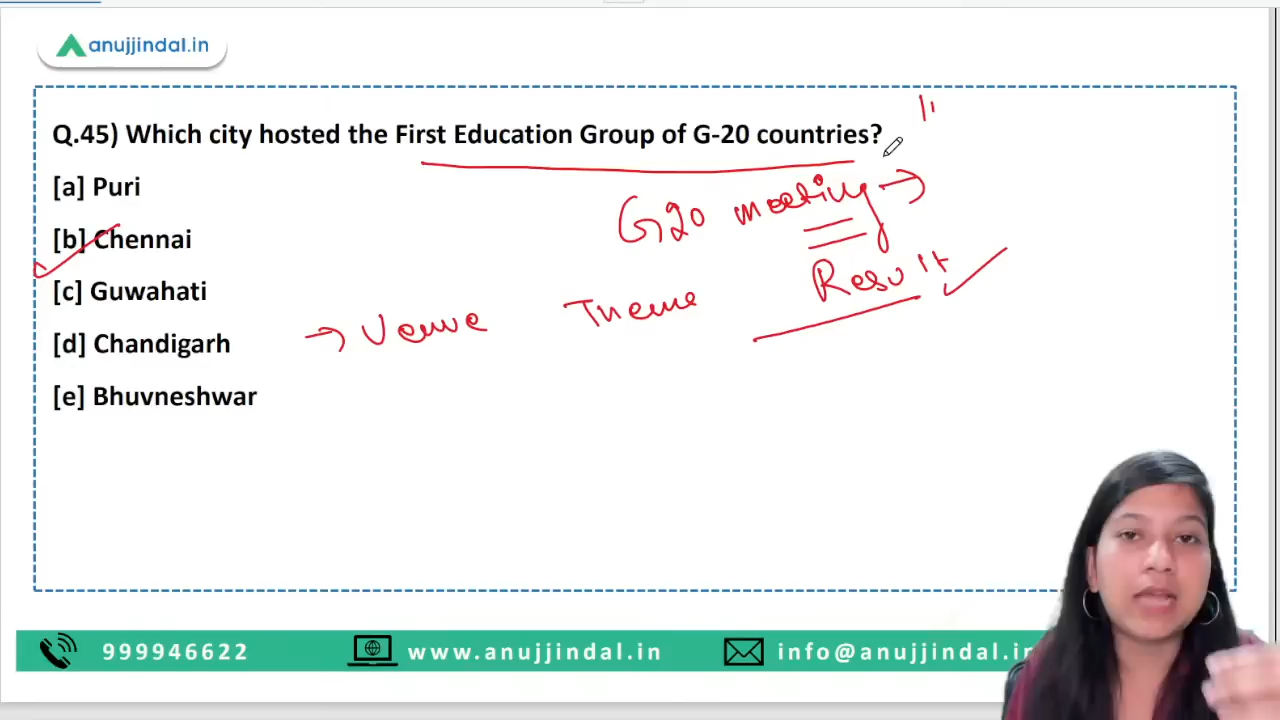 anujjindal.in
Q.45) Which city hosted the First Education Group of G-20 countries?
[a] Puri
G20 meeting →
[b] Chennai
Result
[c] Guwahati
→ Venue Theme
[d] Chandigarh
[e] Bhuvneshwar
999946622 www.anujjindal.in info@anujjindal.in